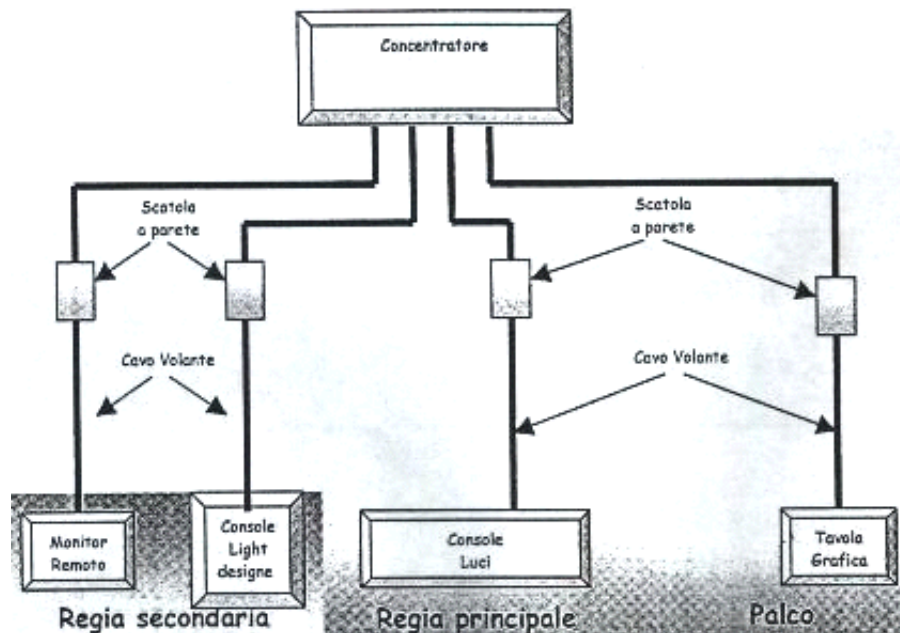 Concentratore
Scatola
a parete
Scatola
a parete
Cavo Volante
Cavo Volante
Monitor
Remoto
Console
Light
designe
Console
Luci
Tavola
Grafica
Regia secondaria
Regia principale
Palco